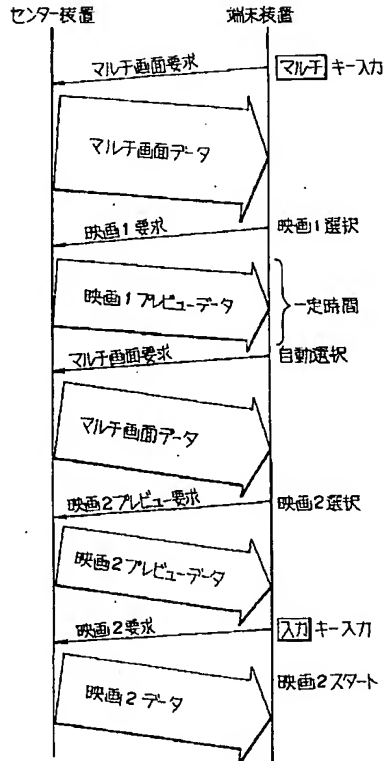 センター装置 端末装置
マルチ画面要求 マルチ キー入力
マルチ画面データ
映画1要求 映画1選択
映画1プレビューデータ 一定時間
マルチ画面要求 自動選択
マルチ画面データ
映画2プレビュー要求 映画2選択
映画2プレビューデータ
映画2要求 入力 キー入力
映画2データ 映画2スタート